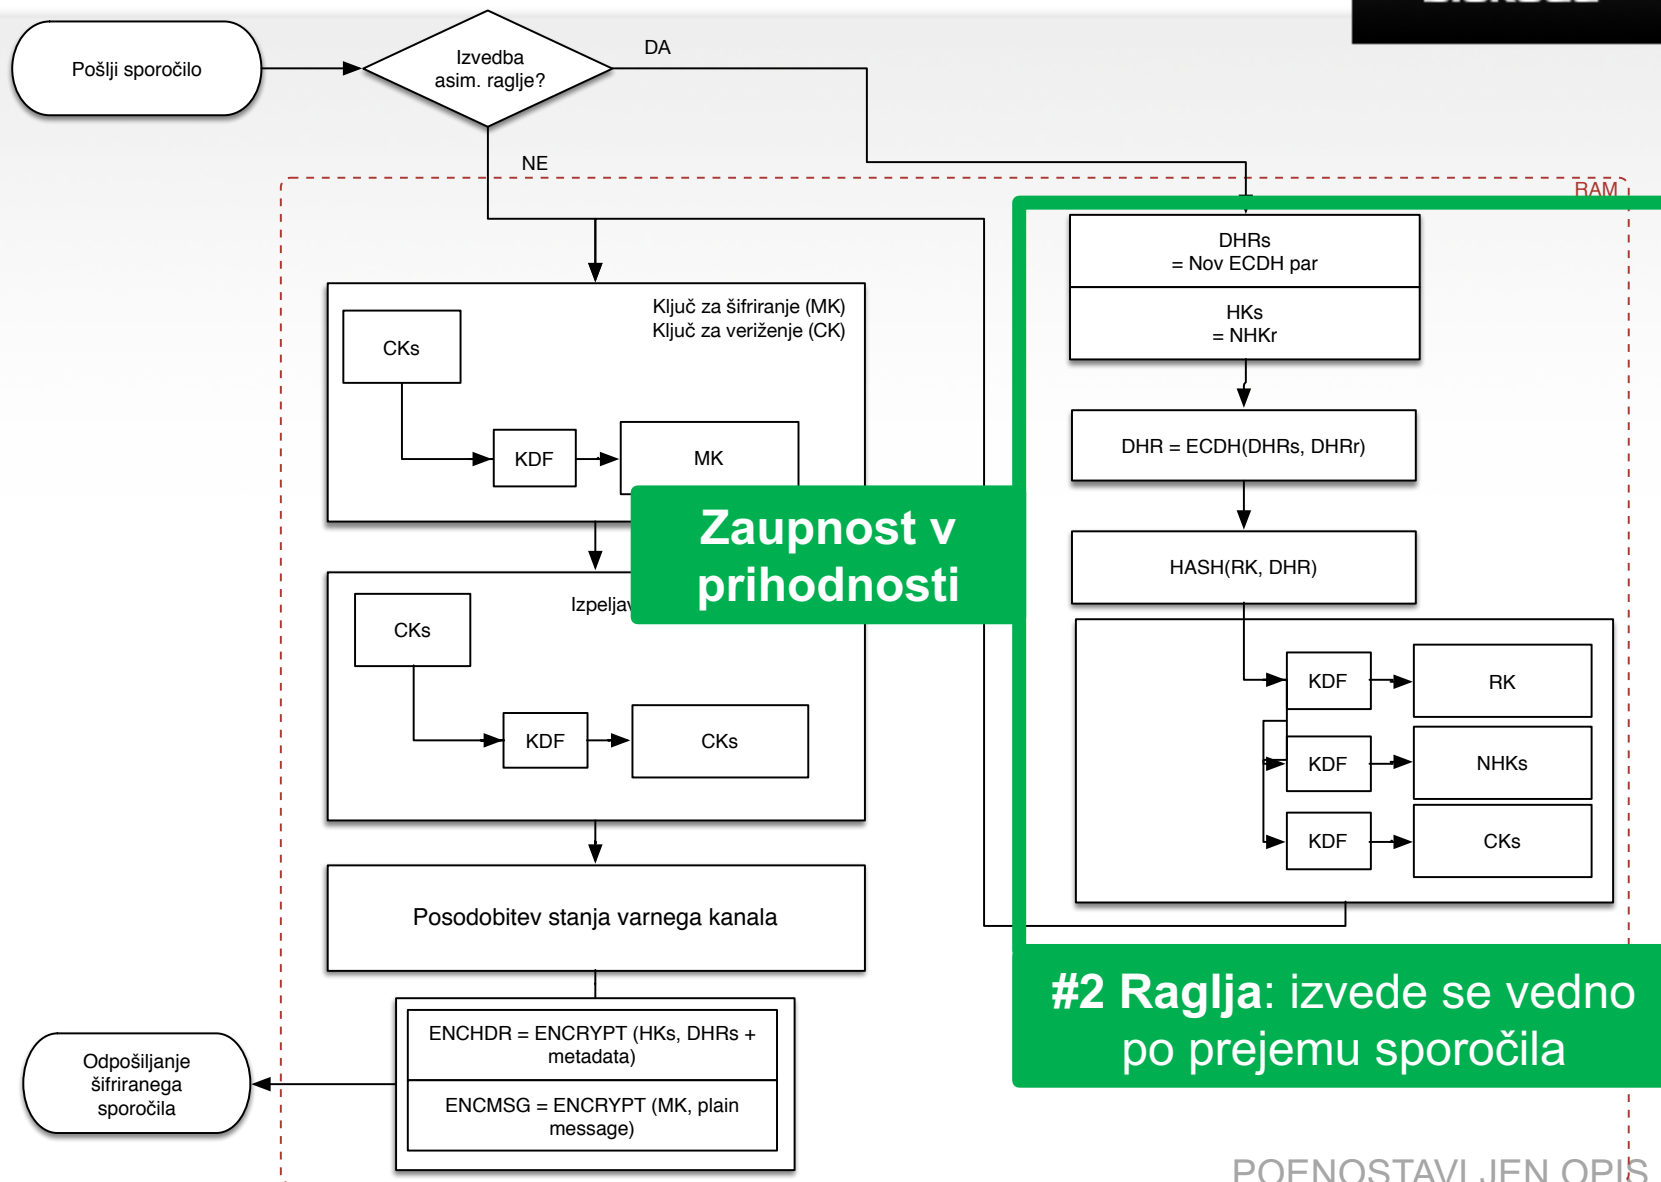 Pošlji sporočilo
Izvedba
asim. raglje?
DA
NE
RAM
DHRs
= Nov ECDH par
HKs
= NHKr
Ključ za šifriranje (MK)
Ključ za veriženje (CK)
CKs
KDF
MK
DHR = ECDH(DHRs, DHRr)
Zaupnost v
prihodnosti
HASH(RK, DHR)
CKs
KDF
CKs
KDF
RK
KDF
NHKs
KDF
CKs
Posodobitev stanja varnega kanala
#2 Raglja: izvede se vedno
po prejemu sporočila
ENCHDR = ENCRYPT (HKs, DHRs +
metadata)
ENCMSG = ENCRYPT (MK, plain
message)
Odpošiljanje
šifriranega
sporočila
POENOSTAVLJEN OPIS